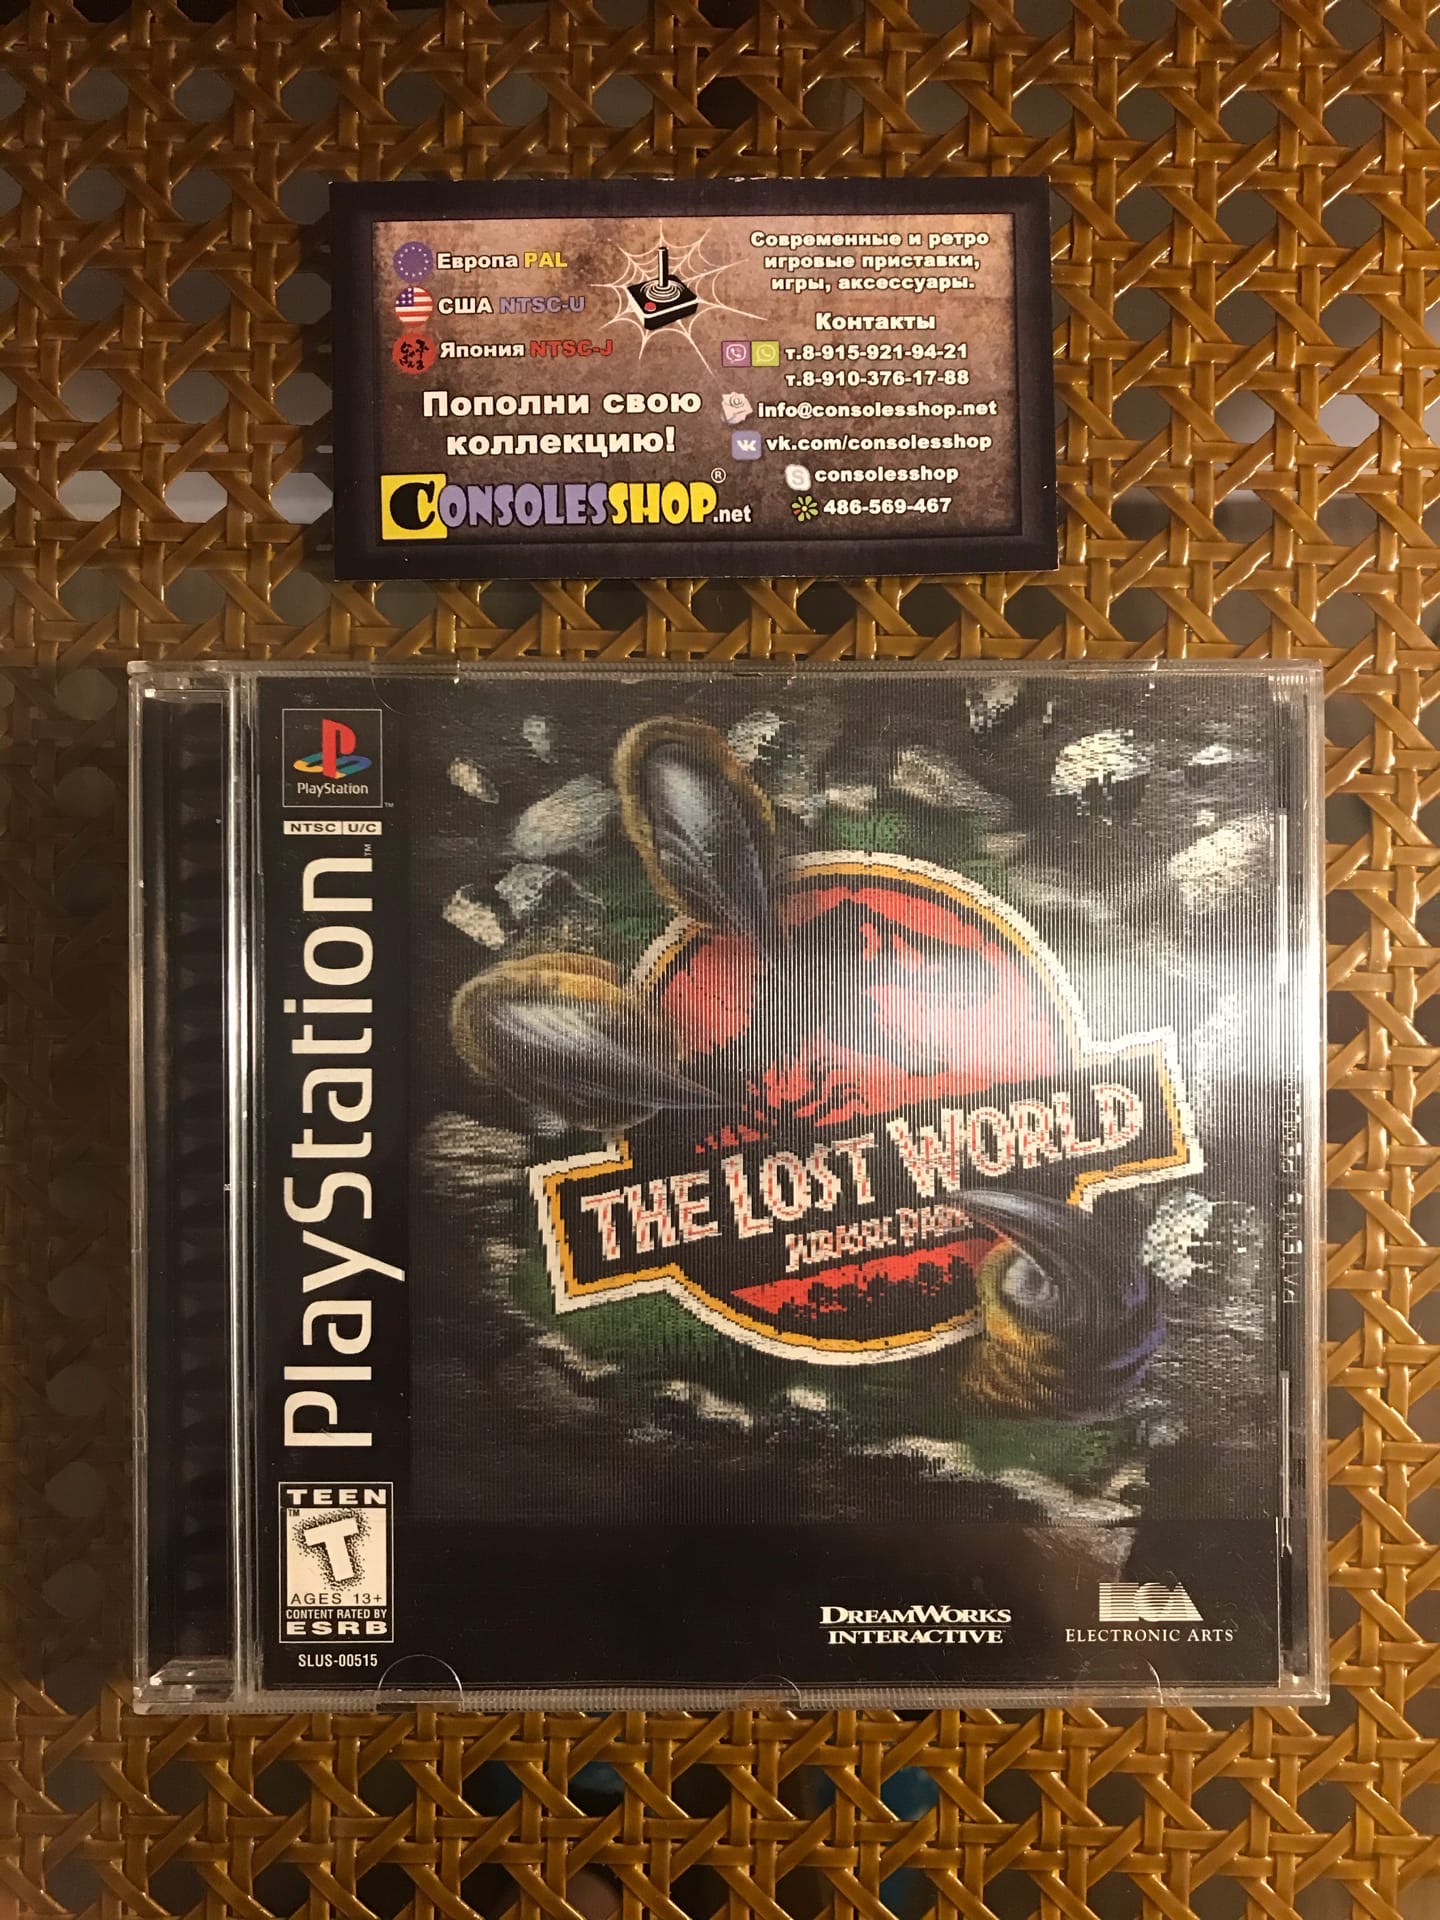 Европа PAL
США NTSC-U
Япония NTSC-J
Пополни свою
коллекцию!
CONSOLESSHOP.net
®
Современные и ретро
игровые приставки,
игры, аксессуары.
Контакты
т.8-915-921-94-21
т.8-910-376-17-88
info@consolesshop.net
vk.com/consolesshop
consolesshop
486-569-467
PlayStation
TM
NTSC U/C
PlayStation
TM
THE LOST WORLD
JURASSIC PARK
TEEN
TM
T
AGES 13+
CONTENT RATED BY
ESRB
SLUS-00515
DREAMWORKS
INTERACTIVE
ELECTRONIC ARTS